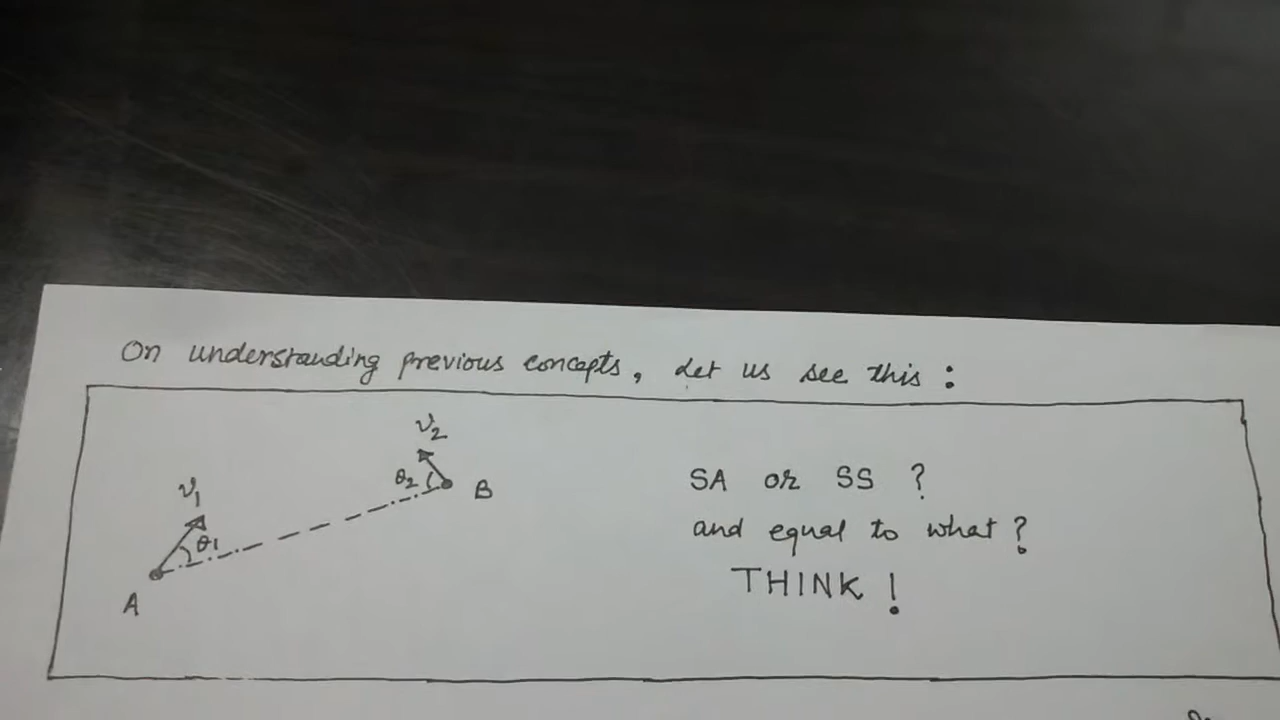 On understanding previous concepts, Let us see this :
v2
θ2
B
v1
θ1
A
SA or SS ?
and equal to what ?
THINK !